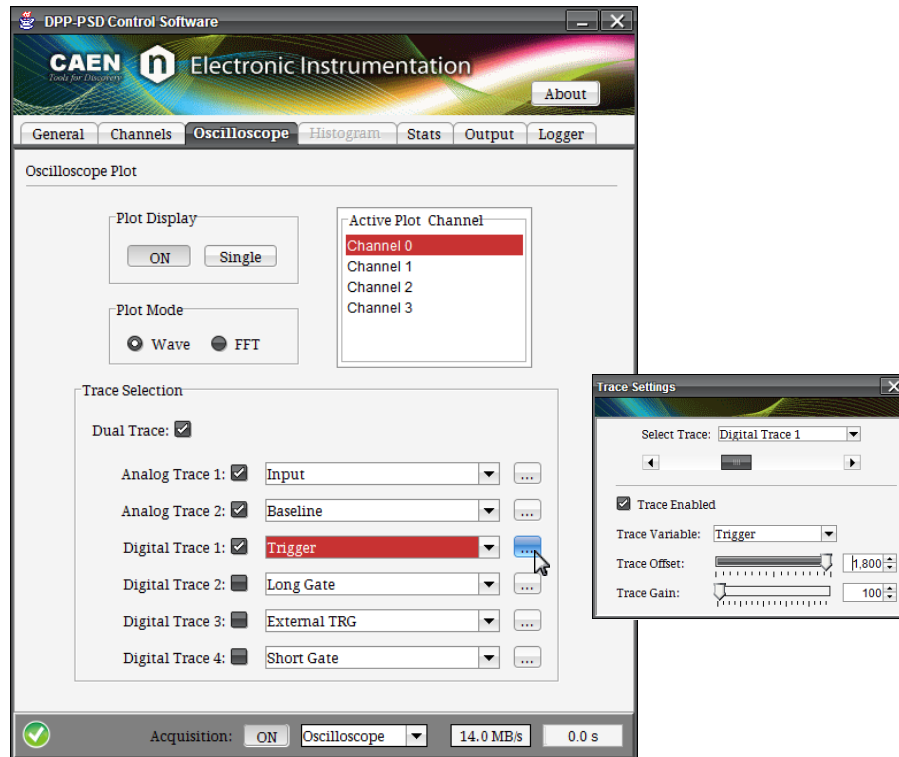 DPP-PSD Control Software
CAEN n Electronic Instrumentation
Tools for Discovery
About
General Channels Oscilloscope Histogram Stats Output Logger
Oscilloscope Plot
Plot Display
ON Single
Plot Mode
Wave FFT
Active Plot Channel
Channel 0
Channel 1
Channel 2
Channel 3
Trace Selection
Dual Trace:
Analog Trace 1: Input ...
Analog Trace 2: Baseline ...
Digital Trace 1: Trigger ...
Digital Trace 2: Long Gate ...
Digital Trace 3: External TRG ...
Digital Trace 4: Short Gate ...
Acquisition: ON Oscilloscope 14.0 MB/s 0.0 s
Trace Settings
Select Trace: Digital Trace 1
Trace Enabled
Trace Variable: Trigger
Trace Offset: 1,800
Trace Gain: 100